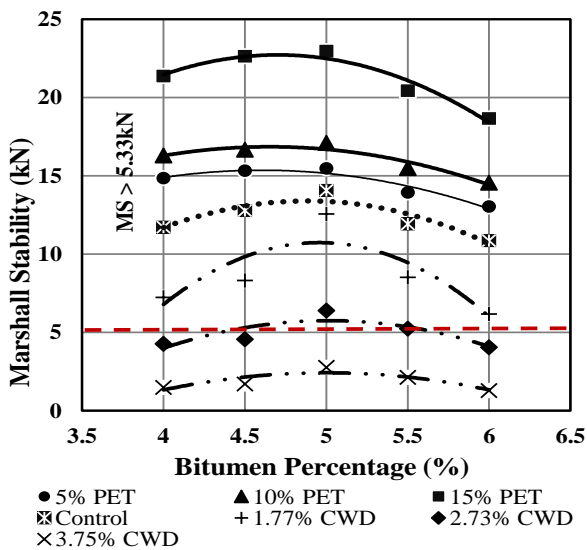 25
20
15
10
5
0
Marshall Stability (kN)
MS > 5.33kN
3.5 4 4.5 5 5.5 6 6.5
Bitumen Percentage (%)
5% PET 10% PET 15% PET
Control 1.77% CWD 2.73% CWD
3.75% CWD